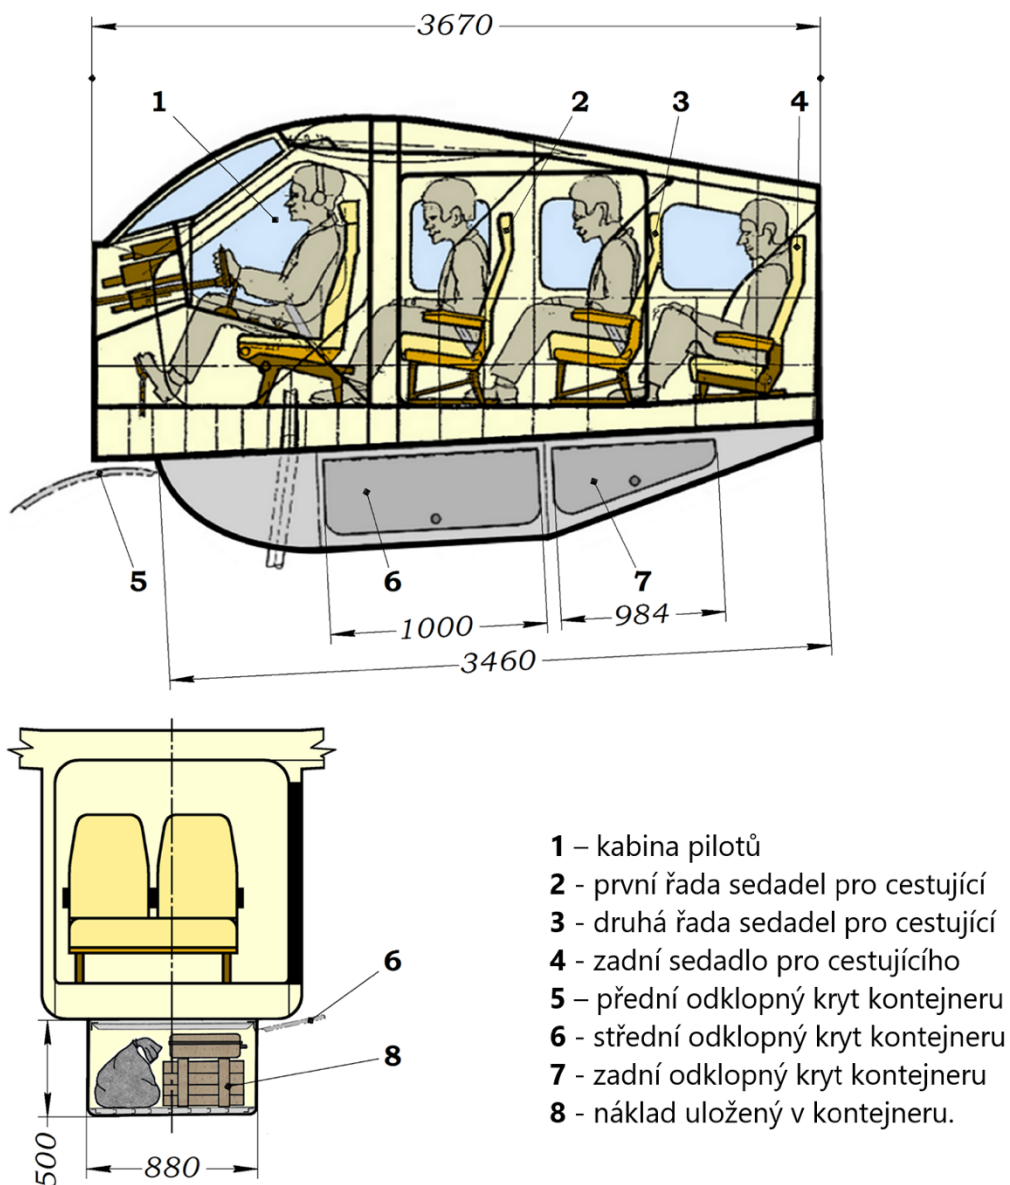 3670
1
2
3
4
5
6
7
1000
984
3460
6
8
500
880
1 – kabina pilotů
2 - první řada sedadel pro cestující
3 - druhá řada sedadel pro cestující
4 - zadní sedadlo pro cestujícího
5 – přední odklopný kryt kontejneru
6 - střední odklopný kryt kontejneru
7 - zadní odklopný kryt kontejneru
8 - náklad uložený v kontejneru.